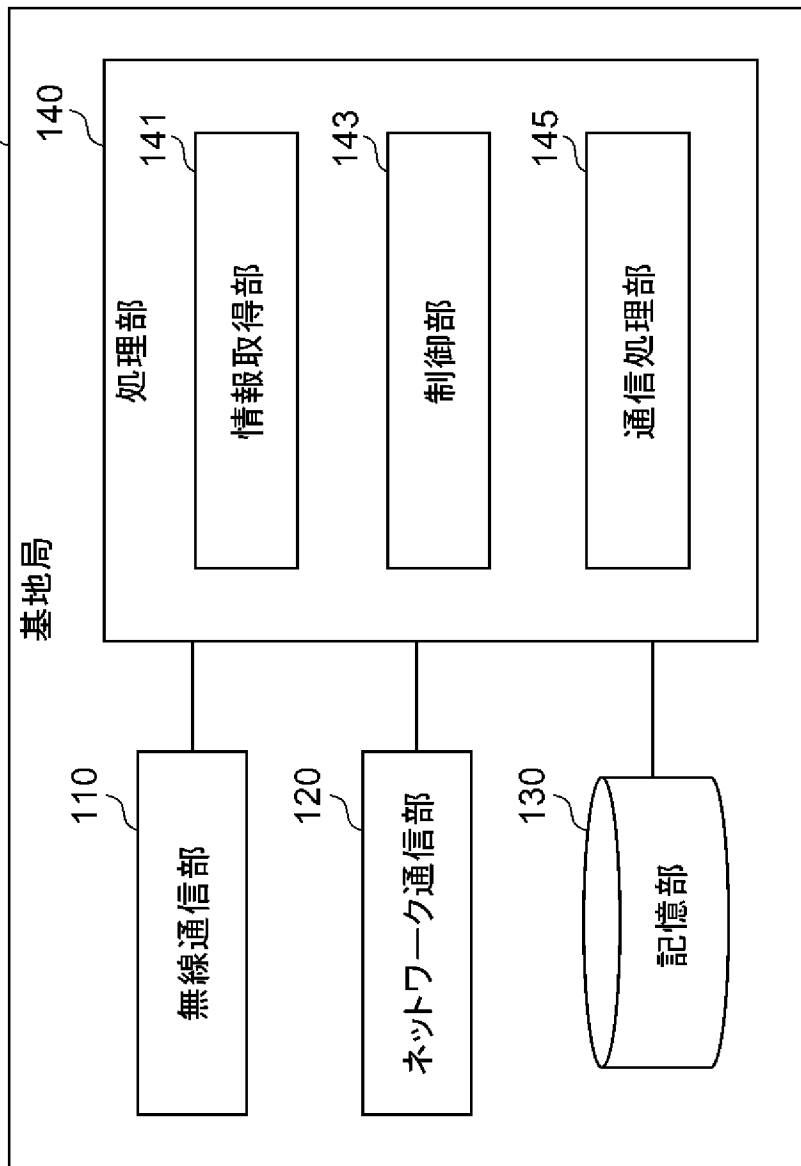 基地局
110
無線通信部
120
ネットワーク通信部
130
記憶部
140
処理部
141
情報取得部
143
制御部
145
通信処理部